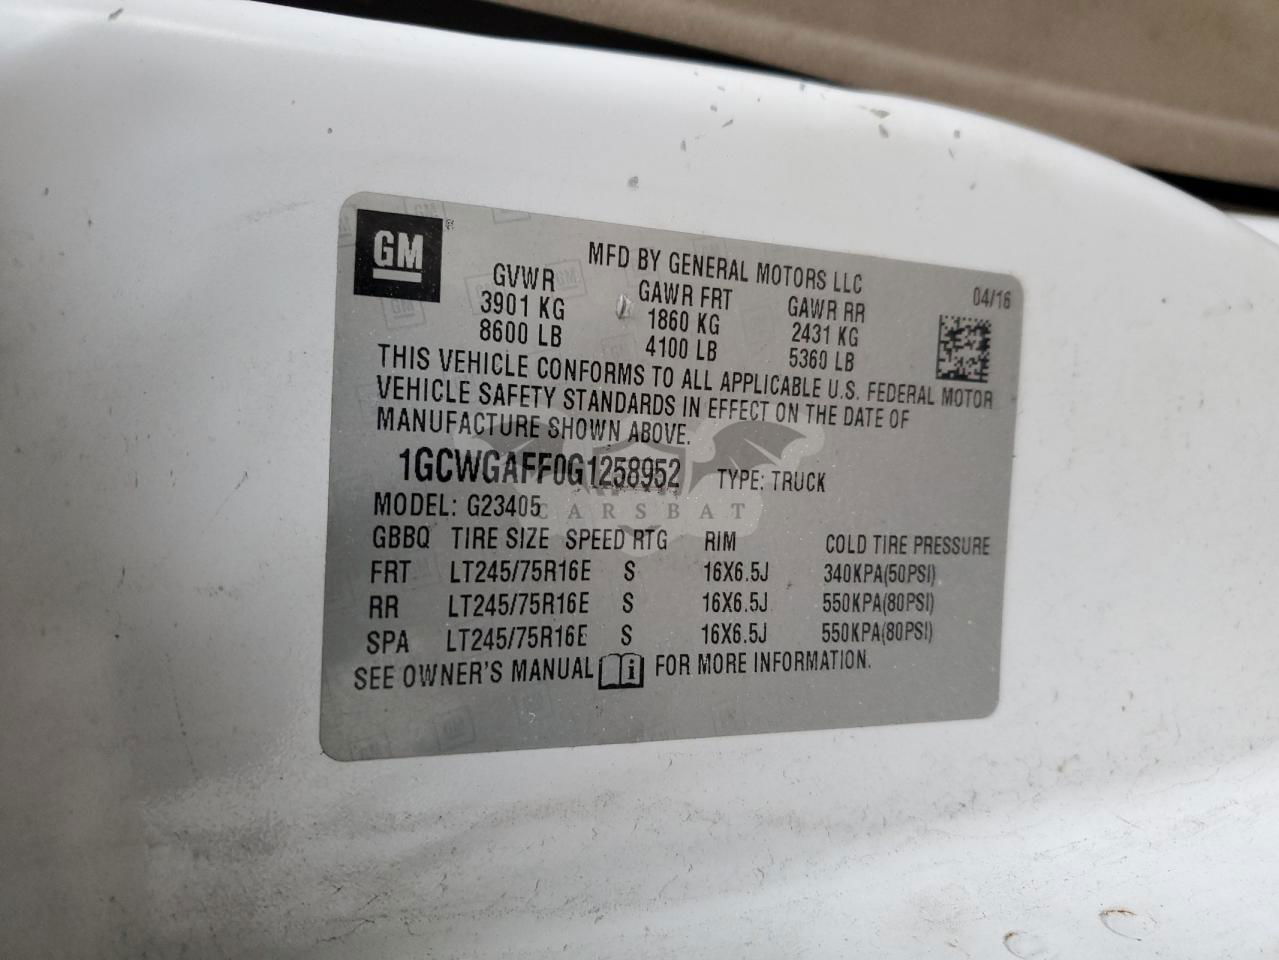 GM®
MFD BY GENERAL MOTORS LLC
04/16
GVWR GAWR FRT GAWR RR
3901 KG 1860 KG 2431 KG
8600 LB 4100 LB 5360 LB
THIS VEHICLE CONFORMS TO ALL APPLICABLE U.S. FEDERAL MOTOR
VEHICLE SAFETY STANDARDS IN EFFECT ON THE DATE OF
MANUFACTURE SHOWN ABOVE.
1GCWGAFF0G1258952 TYPE: TRUCK
MODEL: G23405
CARSBAT
GBBQ TIRE SIZE SPEED RTG RIM COLD TIRE PRESSURE
FRT LT245/75R16E S 16X6.5J 340KPA(50PSI)
RR LT245/75R16E S 16X6.5J 550KPA(80PSI)
SPA LT245/75R16E S 16X6.5J 550KPA(80PSI)
SEE OWNER'S MANUAL i FOR MORE INFORMATION.